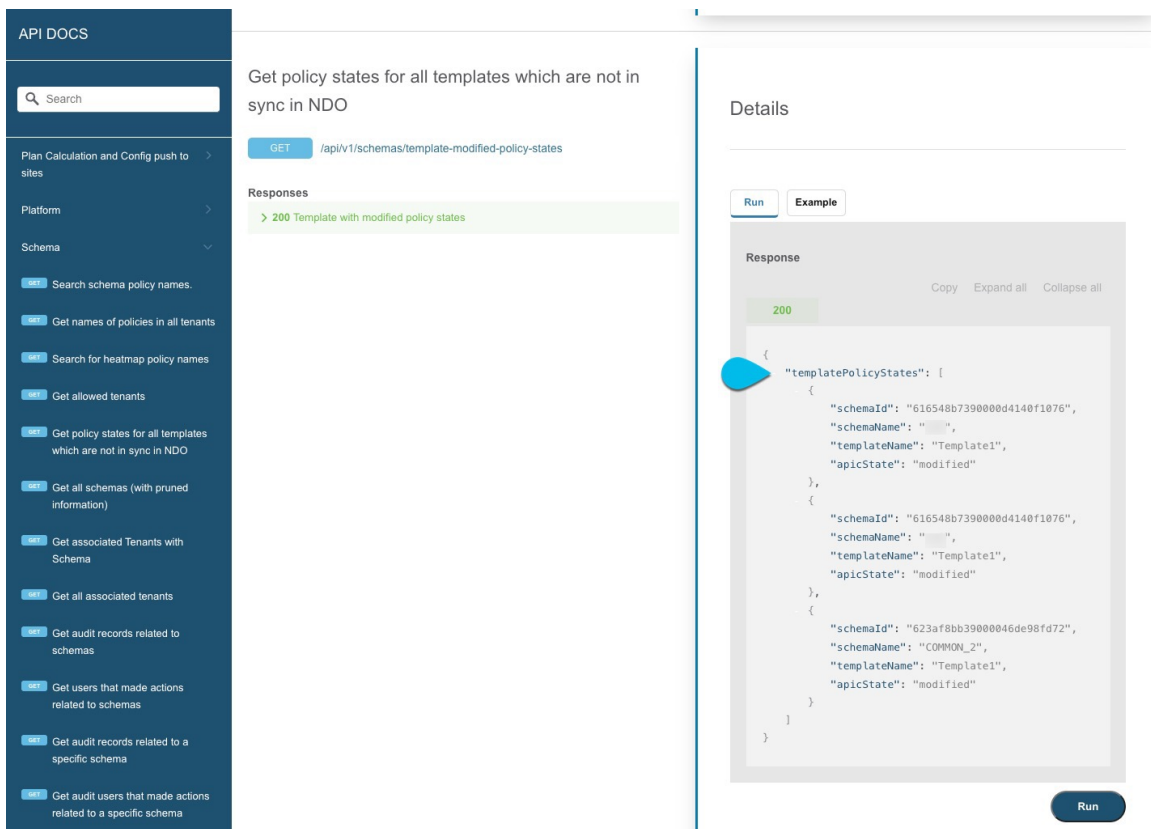 API DOCS
Search
Plan Calculation and Config push to
sites
Platform
Schema
GET Search schema policy names.
GET Get names of policies in all tenants
GET Search for heatmap policy names
GET Get allowed tenants
GET Get policy states for all templates
which are not in sync in NDO
GET Get all schemas (with pruned
information)
GET Get associated Tenants with
Schema
GET Get all associated tenants
GET Get audit records related to
schemas
GET Get users that made actions
related to schemas
GET Get audit records related to a
specific schema
GET Get audit users that made actions
related to a specific schema
Get policy states for all templates which are not in
sync in NDO
GET /api/v1/schemas/template-modified-policy-states
Responses
> 200 Template with modified policy states
Details
Run Example
Response
Copy Expand all Collapse all
200
{
"templatePolicyStates": [
{
"schemaId": "616548b7390000d4140f1076",
"schemaName": " ",
"templateName": "Template1",
"apicState": "modified"
},
{
"schemaId": "616548b7390000d4140f1076",
"schemaName": " ",
"templateName": "Template1",
"apicState": "modified"
},
{
"schemaId": "623af8bb39000046de98fd72",
"schemaName": "COMMON_2",
"templateName": "Template1",
"apicState": "modified"
}
]
}
Run